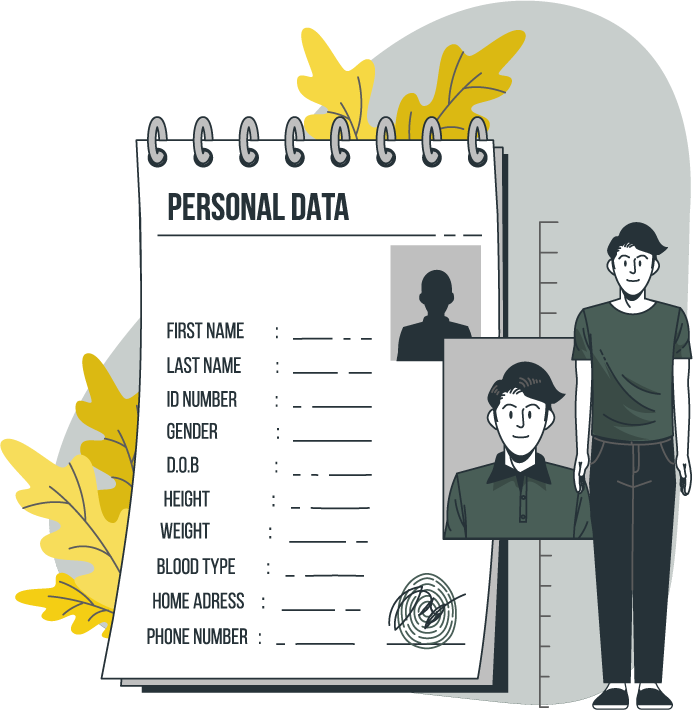 PERSONAL DATA
FIRST NAME :
LAST NAME :
ID NUMBER :
GENDER :
D.O.B :
HEIGHT :
WEIGHT :
BLOOD TYPE :
HOME ADRESS :
PHONE NUMBER :